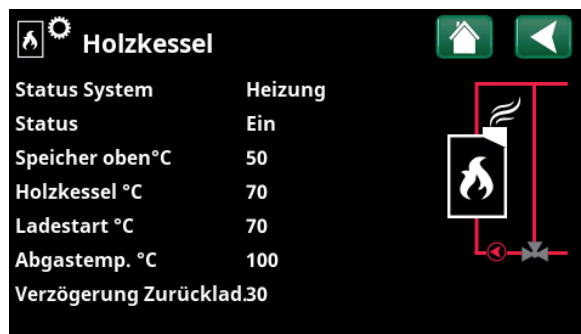 Holzkessel
Status System Heizung
Status Ein
Speicher oben°C 50
Holzkessel °C 70
Ladestart °C 70
Abgastemp. °C 100
Verzögerung Zurücklad.30